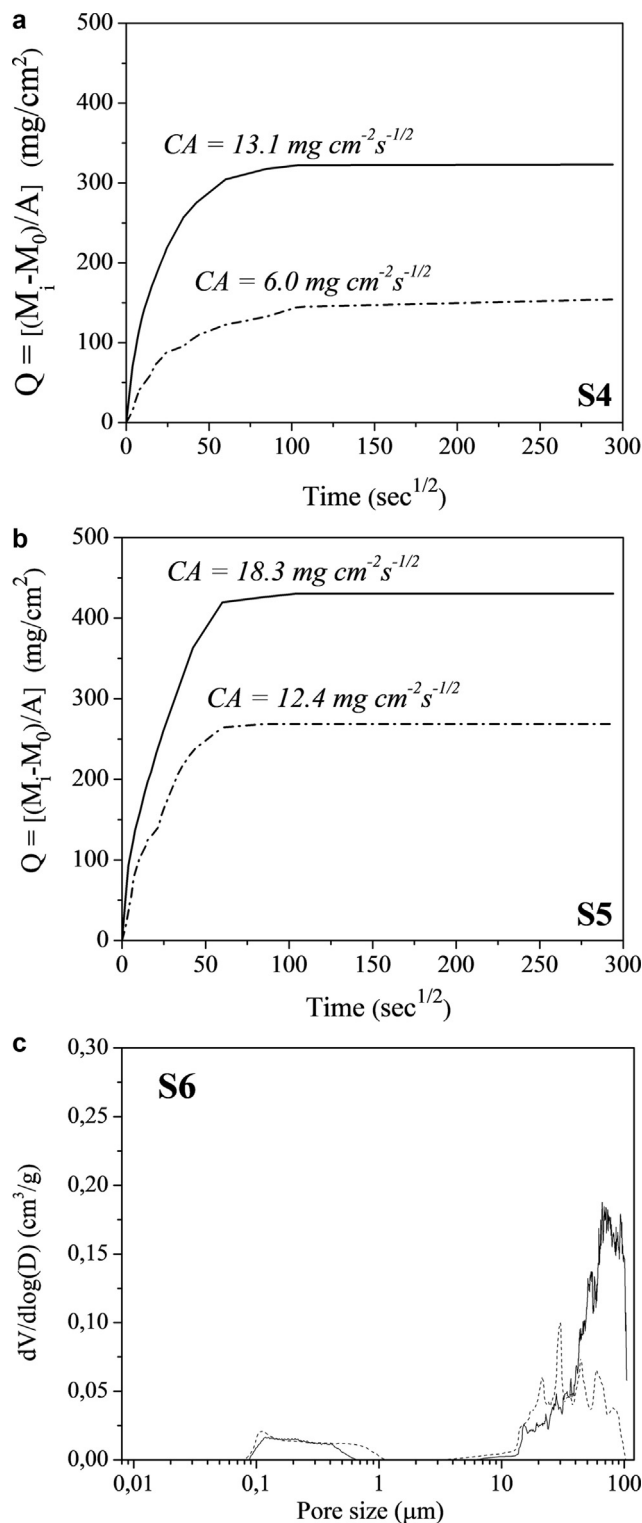 a
500
400
300
200
100
0
Q = [(M_i-M_0)/A] (mg/cm²)
CA = 13.1 mg cm⁻²s⁻¹/²
CA = 6.0 mg cm⁻²s⁻¹/²
S4
0 50 100 150 200 250 300
Time (sec¹/²)
b
500
400
300
200
100
0
Q = [(M_i-M_0)/A] (mg/cm²)
CA = 18.3 mg cm⁻²s⁻¹/²
CA = 12.4 mg cm⁻²s⁻¹/²
S5
0 50 100 150 200 250 300
Time (sec¹/²)
c
0,30
0,25
0,20
0,15
0,10
0,05
0,00
dV/dlog(D) (cm³/g)
S6
0,01 0,1 1 10 100
Pore size (μm)